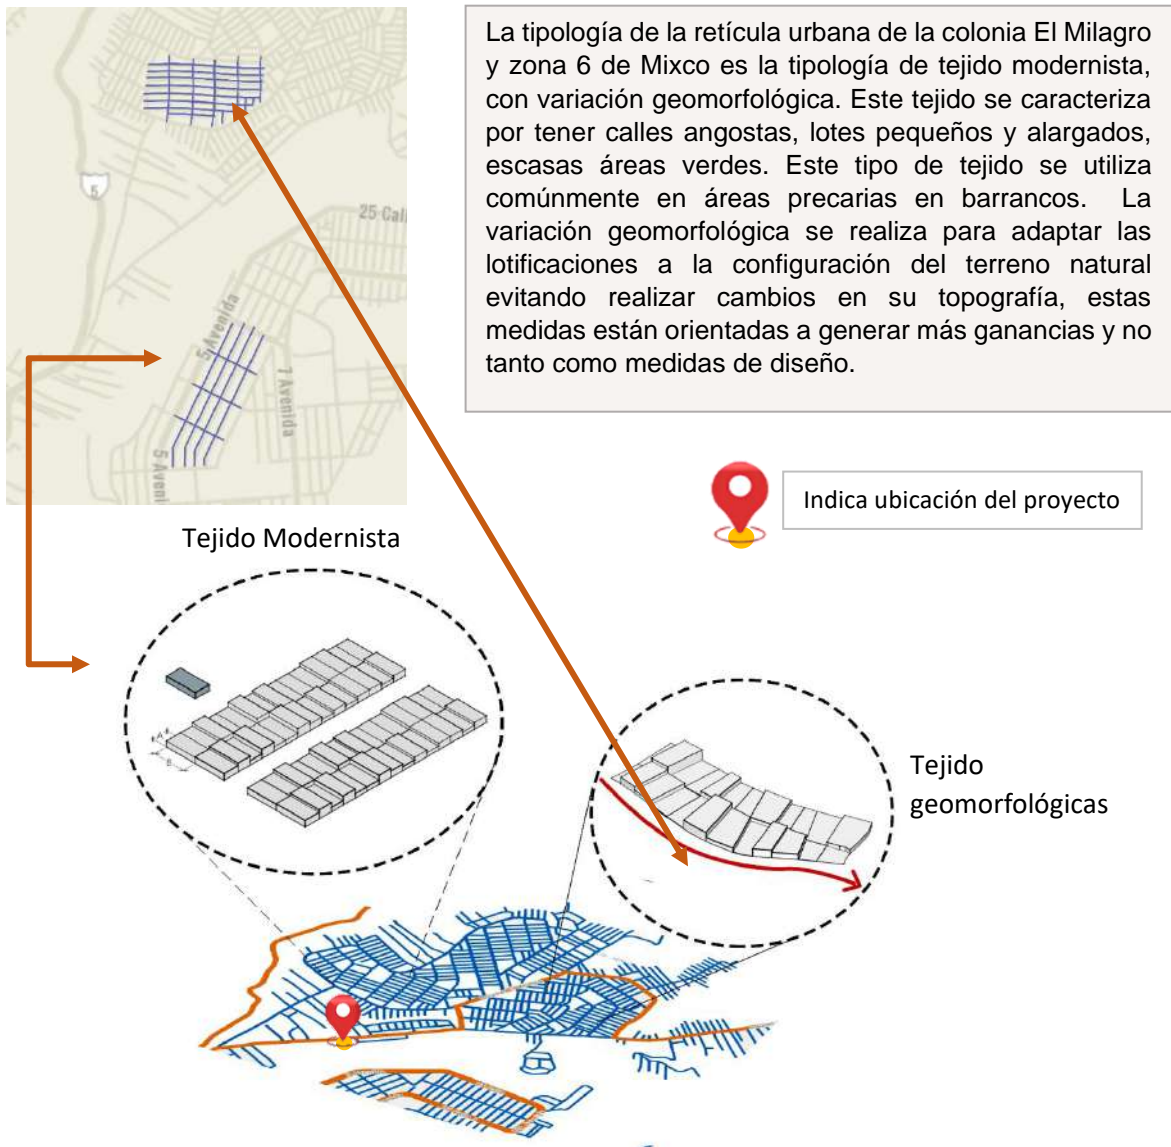 La tipología de la retícula urbana de la colonia El Milagro
y zona 6 de Mixco es la tipología de tejido modernista,
con variación geomorfológica. Este tejido se caracteriza
por tener calles angostas, lotes pequeños y alargados,
escasas áreas verdes. Este tipo de tejido se utiliza
comúnmente en áreas precarias en barrancos. La
variación geomorfológica se realiza para adaptar las
lotificaciones a la configuración del terreno natural
evitando realizar cambios en su topografía, estas
medidas están orientadas a generar más ganancias y no
tanto como medidas de diseño.
5
25 Call
5 Avenida
7 Avenida
5 Aveni
Indica ubicación del proyecto
Tejido Modernista
A
B
Tejido
geomorfológicas